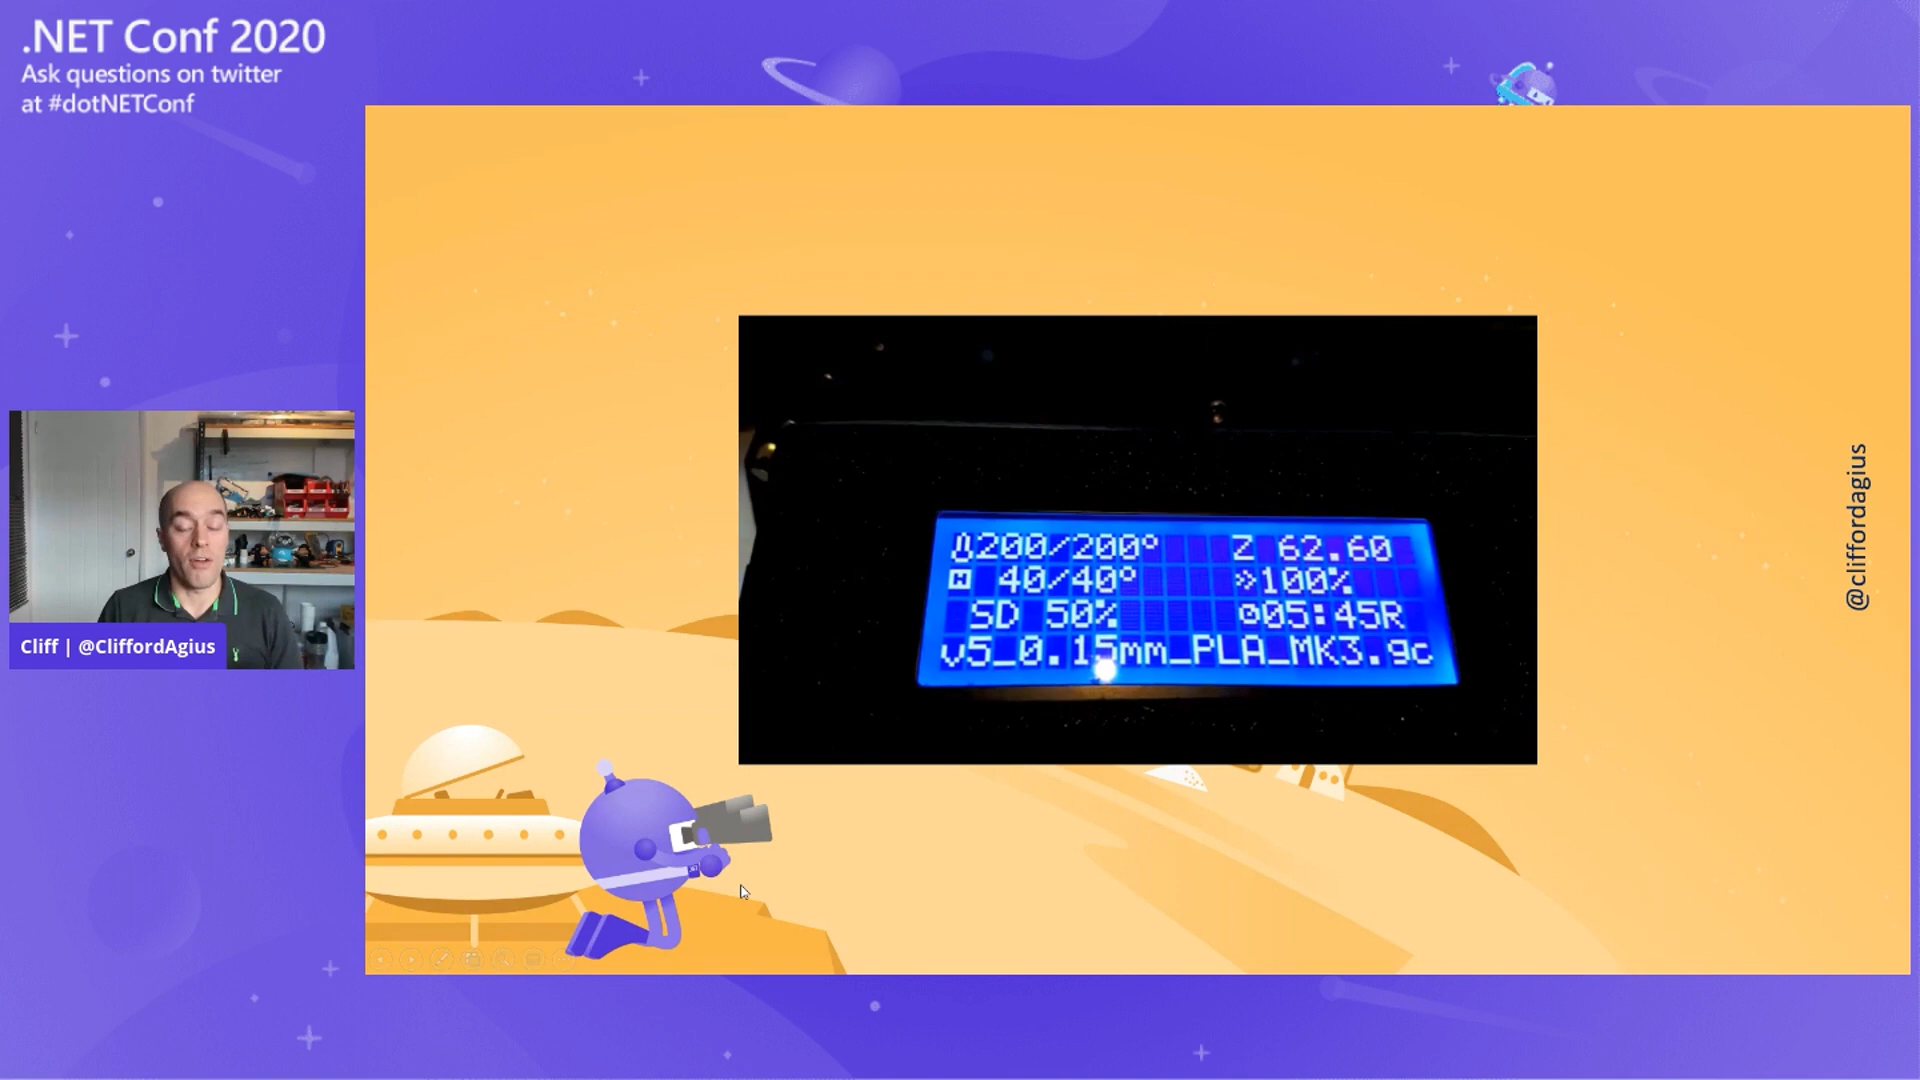 .NET Conf 2020
Ask questions on twitter
at #dotNETConf
200/200° Z 62.60
40/40° 100%
SD 50% 05:45R
v5_0.15mm_PLA_MK3.gc
@cliffordagius
Cliff | @CliffordAgius